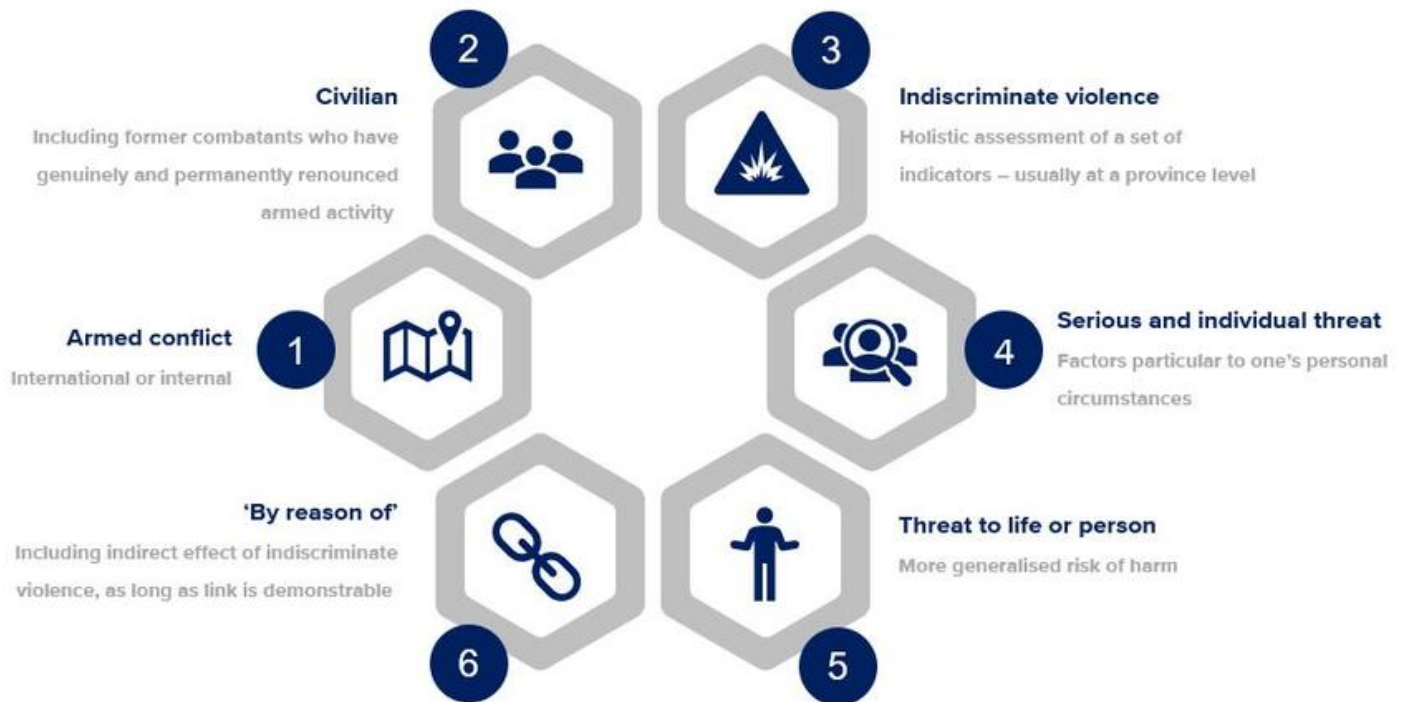 1
Armed conflict
International or internal
2
Civilian
Including former combatants who have
genuinely and permanently renounced
armed activity
3
Indiscriminate violence
Holistic assessment of a set of
indicators – usually at a province level
4
Serious and individual threat
Factors particular to one’s personal
circumstances
5
Threat to life or person
More generalised risk of harm
6
‘By reason of’
Including indirect effect of indiscriminate
violence, as long as link is demonstrable